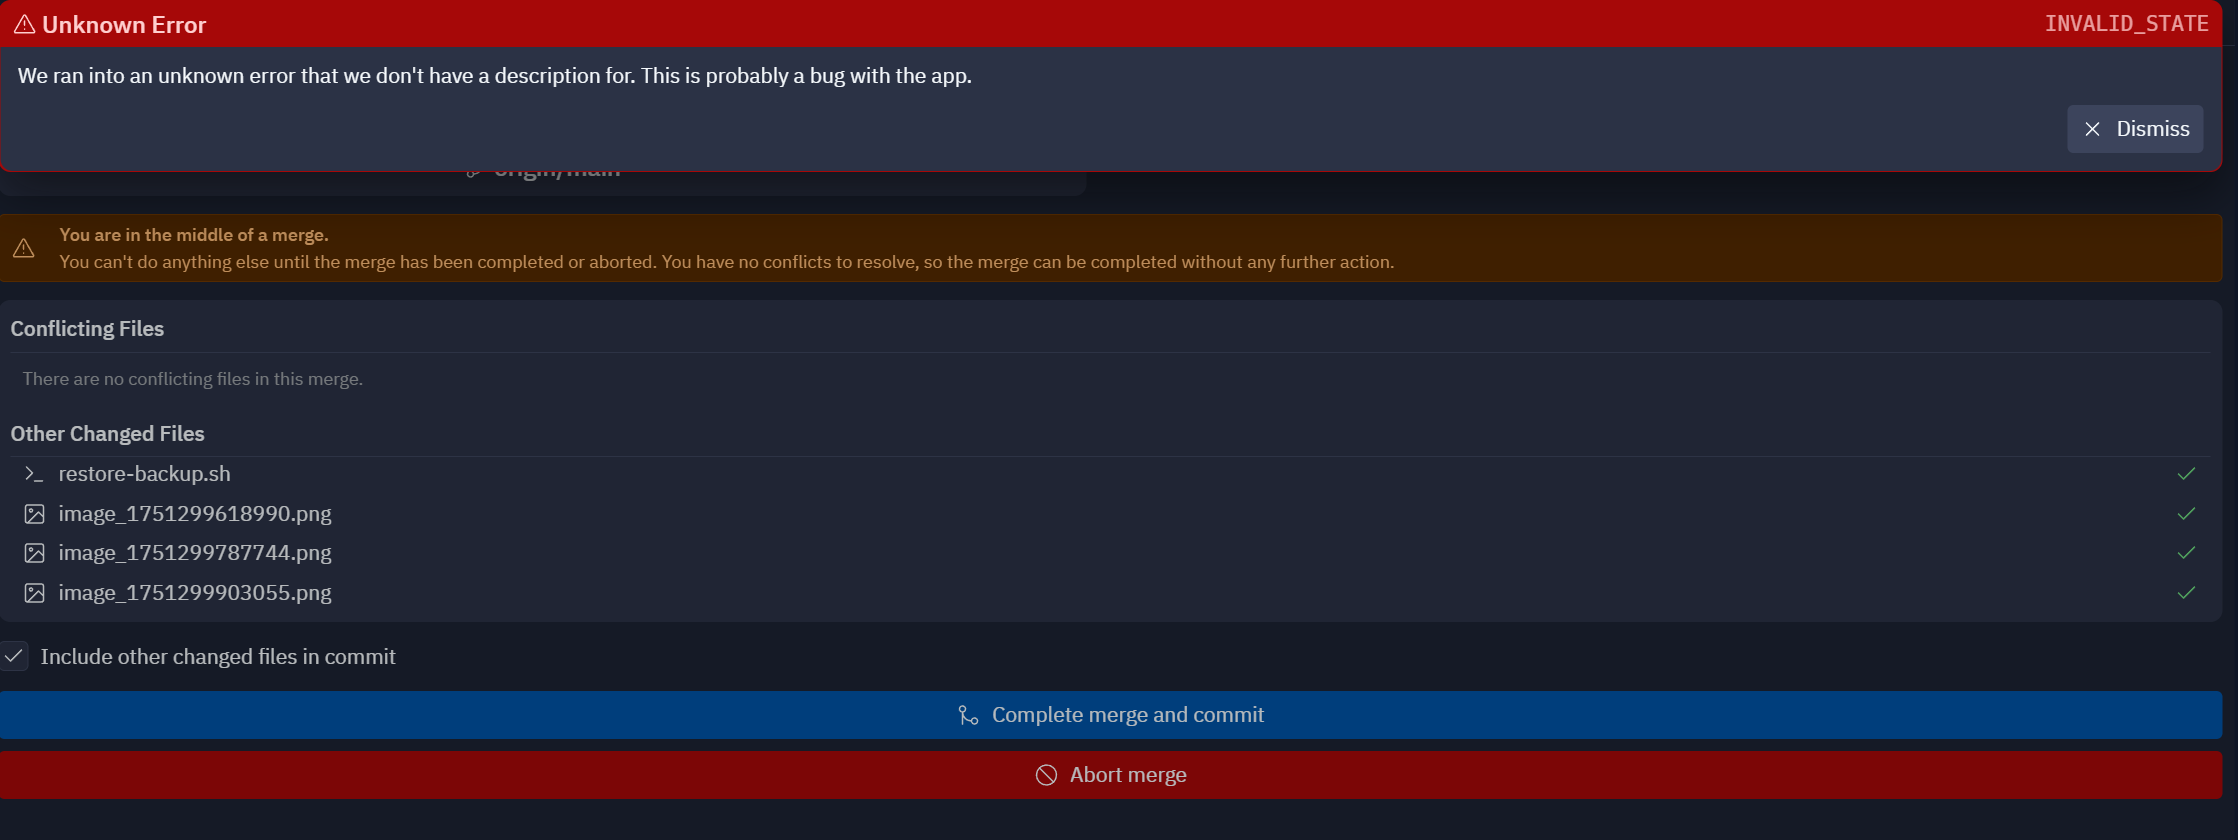 Unknown Error
INVALID_STATE
We ran into an unknown error that we don't have a description for. This is probably a bug with the app.
Dismiss
origin/main
You are in the middle of a merge.
You can't do anything else until the merge has been completed or aborted. You have no conflicts to resolve, so the merge can be completed without any further action.
Conflicting Files
There are no conflicting files in this merge.
Other Changed Files
restore-backup.sh
image_1751299618990.png
image_1751299787744.png
image_1751299903055.png
Include other changed files in commit
Complete merge and commit
Abort merge